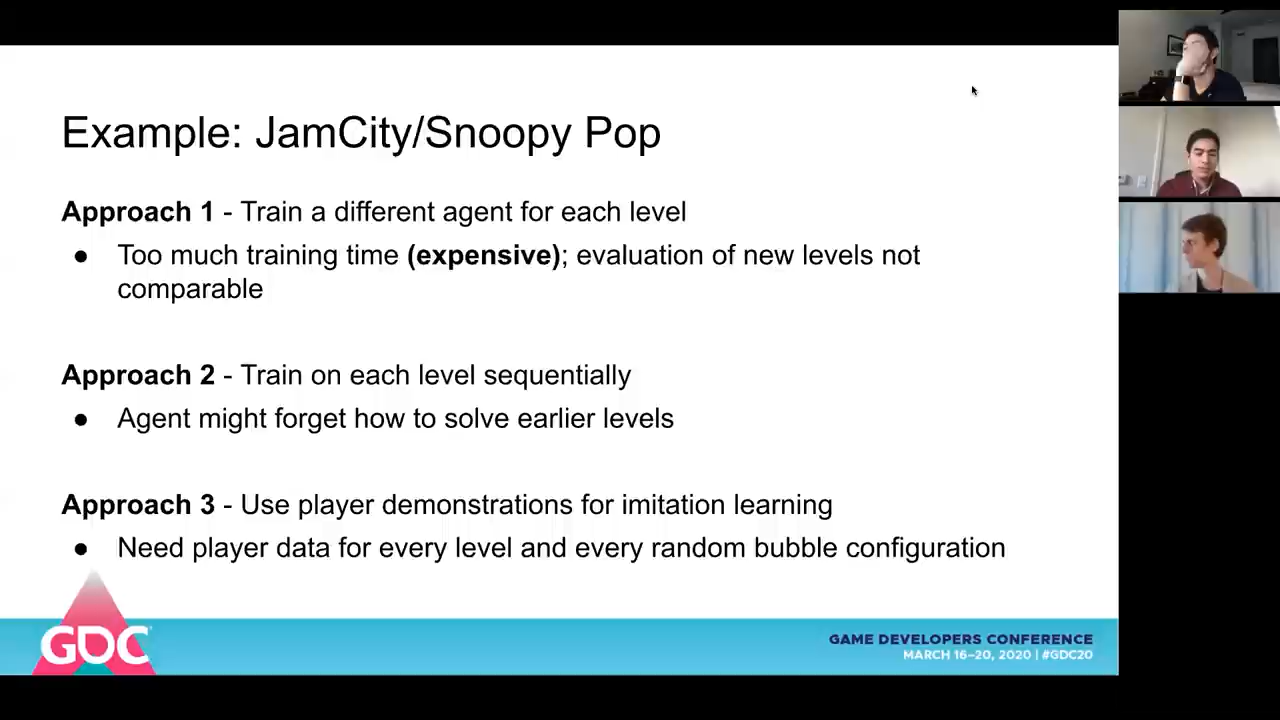 Example: JamCity/Snoopy Pop
Approach 1 - Train a different agent for each level
● Too much training time (expensive); evaluation of new levels not
comparable
Approach 2 - Train on each level sequentially
● Agent might forget how to solve earlier levels
Approach 3 - Use player demonstrations for imitation learning
● Need player data for every level and every random bubble configuration
GDC
GAME DEVELOPERS CONFERENCE
MARCH 16–20, 2020 | #GDC20